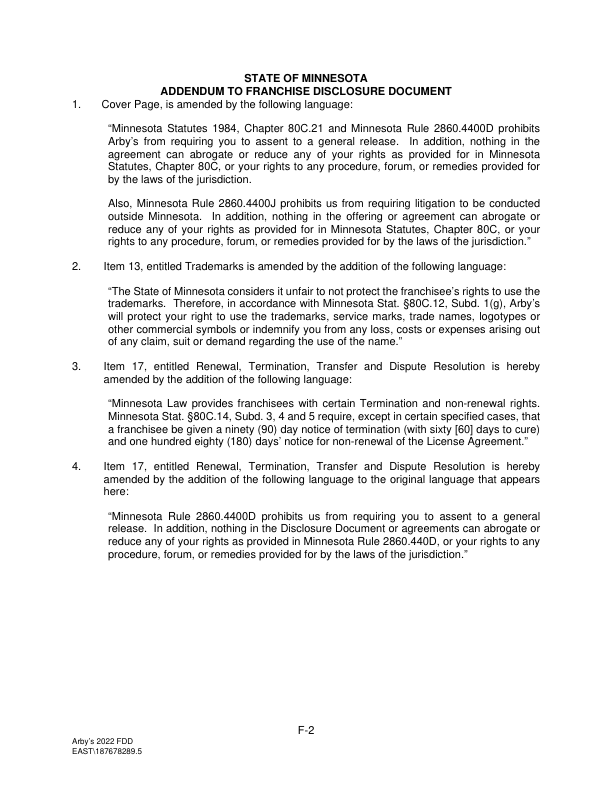 STATE OF MINNESOTA
ADDENDUM TO FRANCHISE DISCLOSURE DOCUMENT
1. Cover Page, is amended by the following language:
“Minnesota Statutes 1984, Chapter 80C.21 and Minnesota Rule 2860.4400D prohibits
Arby’s from requiring you to assent to a general release. In addition, nothing in the
agreement can abrogate or reduce any of your rights as provided for in Minnesota
Statutes, Chapter 80C, or your rights to any procedure, forum, or remedies provided for
by the laws of the jurisdiction.
Also, Minnesota Rule 2860.4400J prohibits us from requiring litigation to be conducted
outside Minnesota. In addition, nothing in the offering or agreement can abrogate or
reduce any of your rights as provided for in Minnesota Statutes, Chapter 80C, or your
rights to any procedure, forum, or remedies provided for by the laws of the jurisdiction.”
2. Item 13, entitled Trademarks is amended by the addition of the following language:
“The State of Minnesota considers it unfair to not protect the franchisee’s rights to use the
trademarks. Therefore, in accordance with Minnesota Stat. §80C.12, Subd. 1(g), Arby’s
will protect your right to use the trademarks, service marks, trade names, logotypes or
other commercial symbols or indemnify you from any loss, costs or expenses arising out
of any claim, suit or demand regarding the use of the name.”
3. Item 17, entitled Renewal, Termination, Transfer and Dispute Resolution is hereby
amended by the addition of the following language:
“Minnesota Law provides franchisees with certain Termination and non-renewal rights.
Minnesota Stat. §80C.14, Subd. 3, 4 and 5 require, except in certain specified cases, that
a franchisee be given a ninety (90) day notice of termination (with sixty [60] days to cure)
and one hundred eighty (180) days’ notice for non-renewal of the License Agreement.”
4. Item 17, entitled Renewal, Termination, Transfer and Dispute Resolution is hereby
amended by the addition of the following language to the original language that appears
here:
“Minnesota Rule 2860.4400D prohibits us from requiring you to assent to a general
release. In addition, nothing in the Disclosure Document or agreements can abrogate or
reduce any of your rights as provided in Minnesota Rule 2860.440D, or your rights to any
procedure, forum, or remedies provided for by the laws of the jurisdiction.”
F-2
Arby’s 2022 FDD
EAST\187678289.5